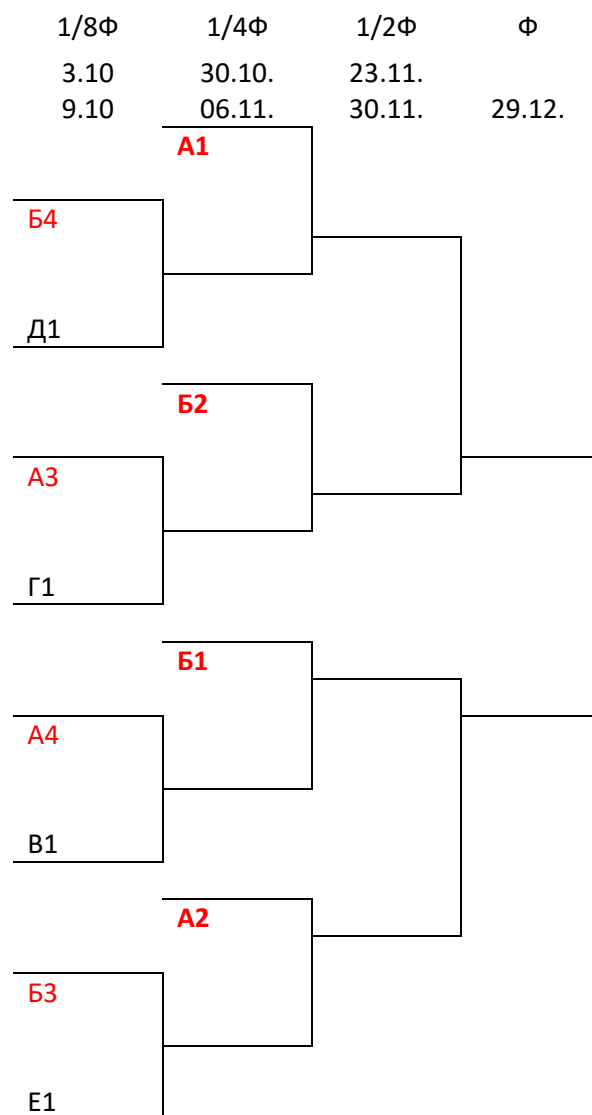 1/8Ф 1/4Ф 1/2Ф Ф
3.10 30.10. 23.11.
9.10 06.11. 30.11. 29.12.
А1
Б4
Д1
Б2
А3
Г1
Б1
А4
В1
А2
Б3
Е1